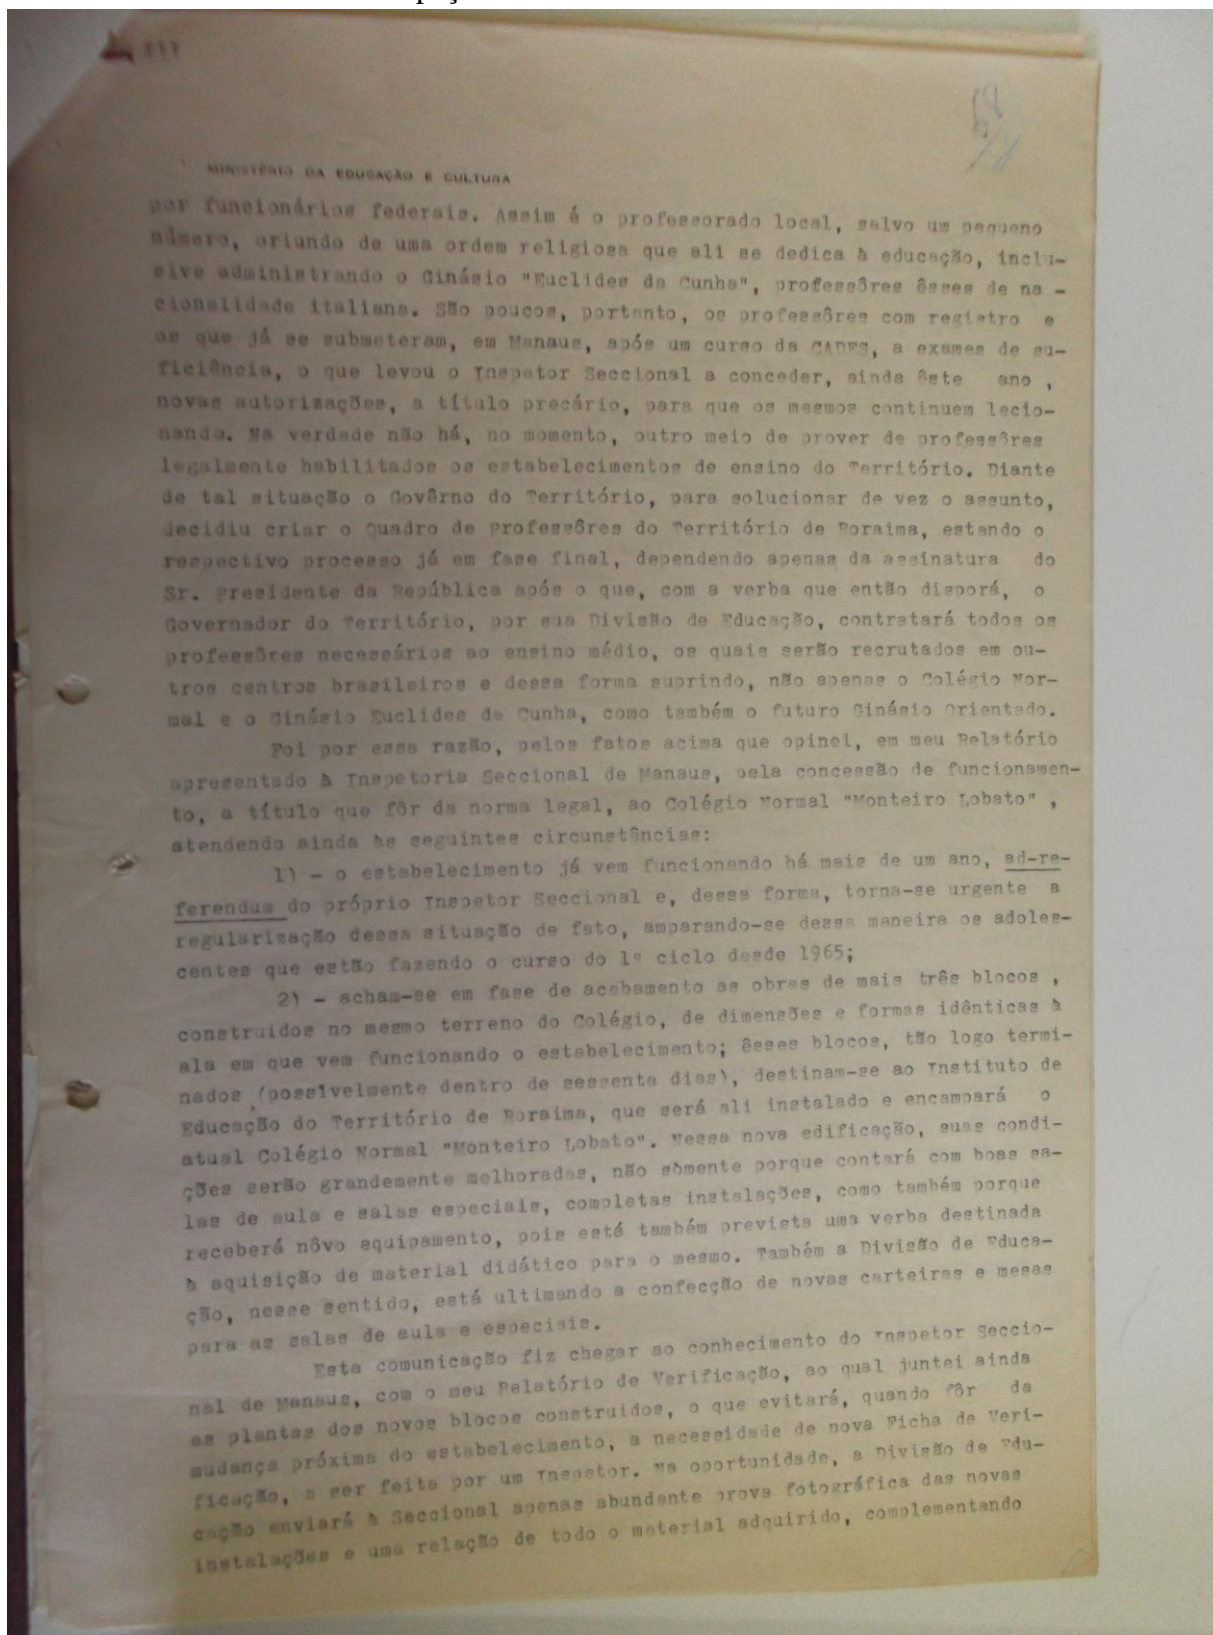 MINISTÉRIO DA EDUCAÇÃO E CULTURA
por funcionários federais. Assim é o professorado local, salvo um pequeno
número, oriundo de uma ordem religiosa que ali se dedica à educação, inclu-
sive administrando o Ginásio "Euclides da Cunha", professôres êsses de na -
cionalidade italiana. São poucos, portanto, os professôres com registro e
os que já se submeteram, em Manaus, após um curso da CADES, a exames de su-
ficiência, o que levou o Inspetor Seccional a conceder, ainda êste ano ,
novas autorizações, a título precário, para que os mesmos continuem lecio-
nando. Na verdade não há, no momento, outro meio de prover de professôres
legalmente habilitados os estabelecimentos de ensino do Território. Diante
de tal situação o Govêrno do Território, para solucionar de vez o assunto,
decidiu criar o Quadro de Professôres do Território de Roraima, estando o
respectivo processo já em fase final, dependendo apenas da assinatura do
Sr. Presidente da República após o que, com a verba que então disporá, o
Governador do Território, por sua Divisão de Educação, contratará todos os
professôres necessários ao ensino médio, os quais serão recrutados em ou-
tros centros brasileiros e dessa forma suprindo, não apenas o Colégio Nor-
mal e o Ginásio Euclides da Cunha, como também o futuro Ginásio Orientado.
Foi por essa razão, pelos fatos acima que opinei, em meu Relatório
apresentado à Inspetoria Seccional de Manaus, pela concessão de funcionamen-
to, a título que fôr da norma legal, ao Colégio Normal "Monteiro Lobato" ,
atendendo ainda às seguintes circunstâncias:
1) - o estabelecimento já vem funcionando há mais de um ano, ad-re-
ferendum do próprio Inspetor Seccional e, dessa forma, torna-se urgente a
regularização dessa situação de fato, amparando-se dessa maneira os adoles-
centes que estão fazendo o curso do 1º ciclo desde 1965;
2) - acham-se em fase de acabamento as obras de mais três blocos ,
construidos no mesmo terreno do Colégio, de dimensões e formas idênticas à
ala em que vem funcionando o estabelecimento; êsses blocos, tão logo termi-
nados (possivelmente dentro de sessenta dias), destinam-se ao Instituto de
Educação do Território de Roraima, que será ali instalado e encampará o
atual Colégio Normal "Monteiro Lobato". Nessa nova edificação, suas condi-
ções serão grandemente melhoradas, não sòmente porque contará com boas sa-
las de aula e salas especiais, completas instalações, como também porque
receberá nôvo equipamento, pois está também prevista uma verba destinada
à aquisição de material didático para o mesmo. Também a Divisão de Educa-
ção, nesse sentido, está ultimando a confecção de novas carteiras e mesas
para as salas de aula e especiais.
Esta comunicação fiz chegar ao conhecimento do Inspetor Seccio-
nal de Manaus, com o meu Relatório de Verificação, ao qual juntei ainda
as plantas dos novos blocos construidos, o que evitará, quando fôr da
mudança próxima do estabelecimento, a necessidade de nova Ficha de Veri-
ficação, a ser feita por um Inspetor. Na oportunidade, a Divisão de Edu-
cação enviará à Seccional apenas abundante prova fotográfica das novas
instalações e uma relação de todo o material adquirido, complementando